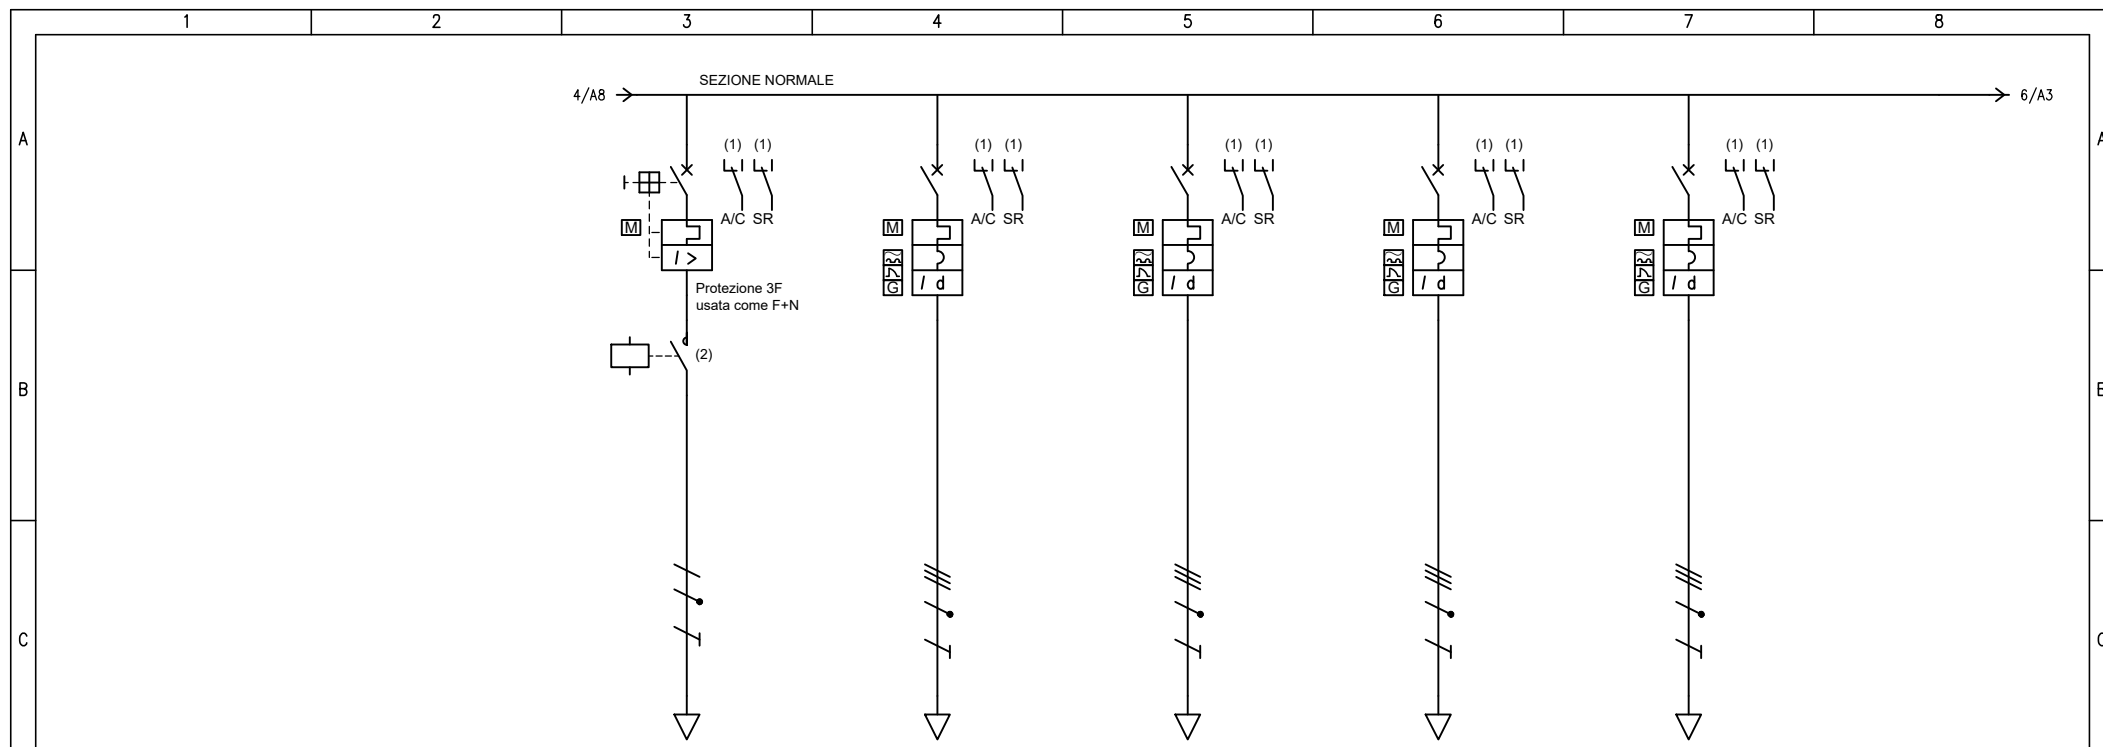 1 2 3 4 5 6 7 8
SEZIONE NORMALE
4/A8 6/A3
A A
(1) (1) (1) (1) (1) (1) (1) (1) (1) (1)
A/C SR A/C SR A/C SR A/C SR A/C SR
M M M M M
I >
I d I d I d I d
G G G G
Protezione 3F
usata come F+N
(2)
B B
C C